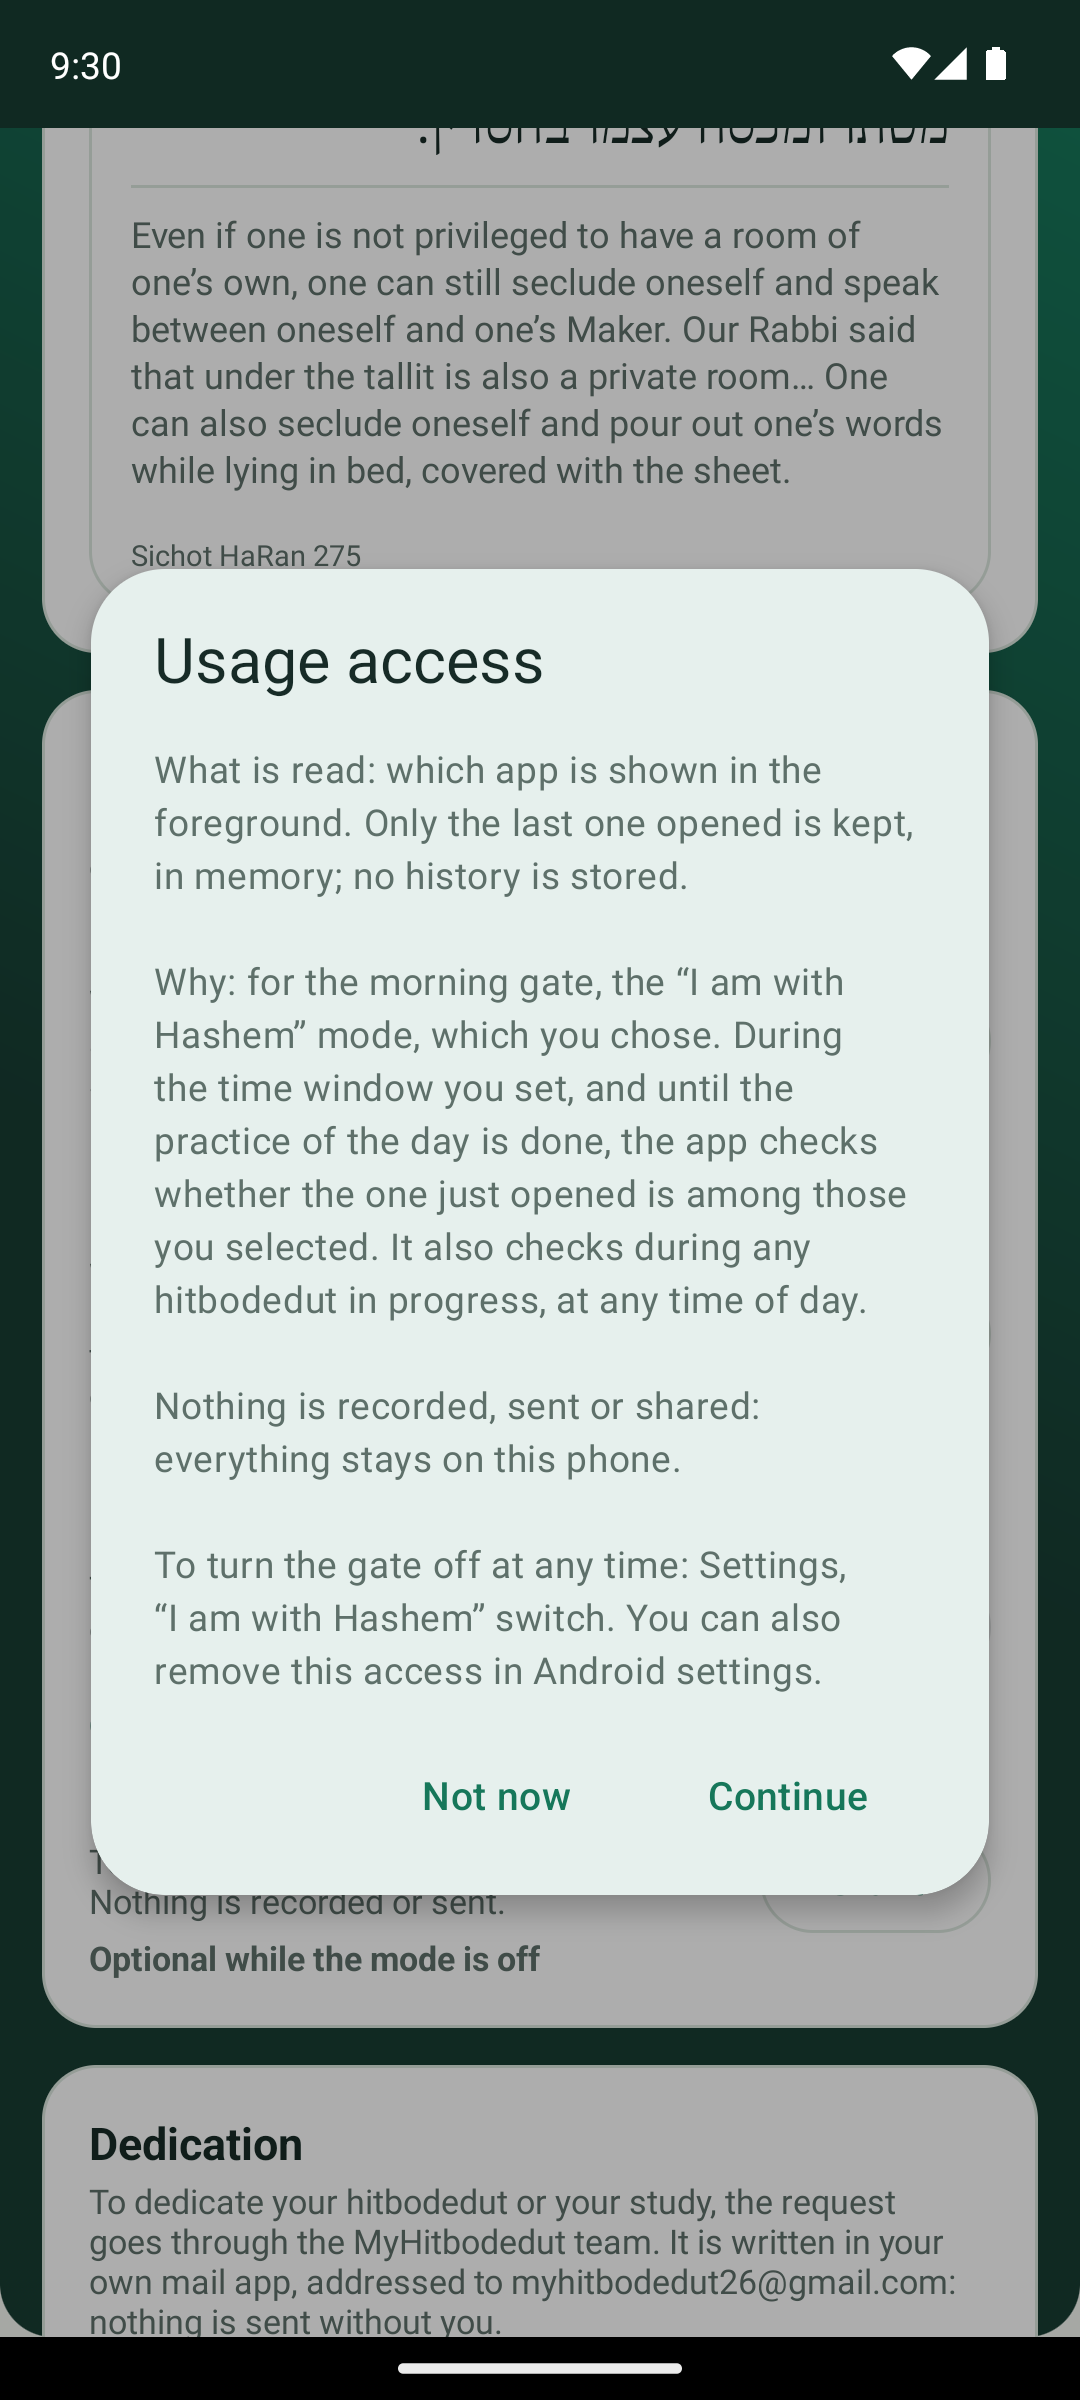 9:30
Even if one is not privileged to have a room of
one’s own, one can still seclude oneself and speak
between oneself and one’s Maker. Our Rabbi said
that under the tallit is also a private room… One
can also seclude oneself and pour out one’s words
while lying in bed, covered with the sheet.
Sichot HaRan 275
Usage access
What is read: which app is shown in the
foreground. Only the last one opened is kept,
in memory; no history is stored.
Why: for the morning gate, the “I am with
Hashem” mode, which you chose. During
the time window you set, and until the
practice of the day is done, the app checks
whether the one just opened is among those
you selected. It also checks during any
hitbodedut in progress, at any time of day.
Nothing is recorded, sent or shared:
everything stays on this phone.
To turn the gate off at any time: Settings,
“I am with Hashem” switch. You can also
remove this access in Android settings.
Not now
Continue
Nothing is recorded or sent.
Optional while the mode is off
Dedication
To dedicate your hitbodedut or your study, the request
goes through the MyHitbodedut team. It is written in your
own mail app, addressed to myhitbodedut26@gmail.com:
nothing is sent without you.